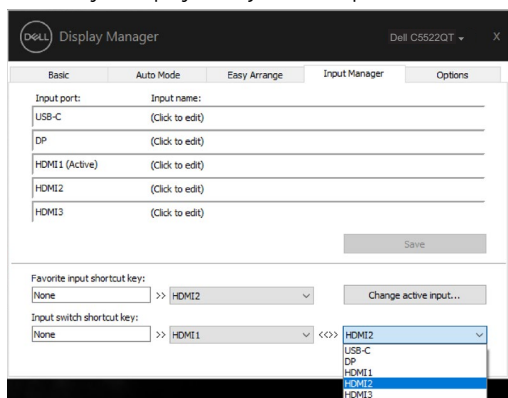 DELL Display Manager Dell C5522QT X
Basic Auto Mode Easy Arrange Input Manager Options
Input port: Input name:
USB-C (Click to edit)
DP (Click to edit)
HDMI1 (Active) (Click to edit)
HDMI2 (Click to edit)
HDMI3 (Click to edit)
Save
Favorite input shortcut key:
None >> HDMI2 Change active input...
Input switch shortcut key:
None >> HDMI1 <<>> HDMI2
USB-C
DP
HDMI1
HDMI2
HDMI3